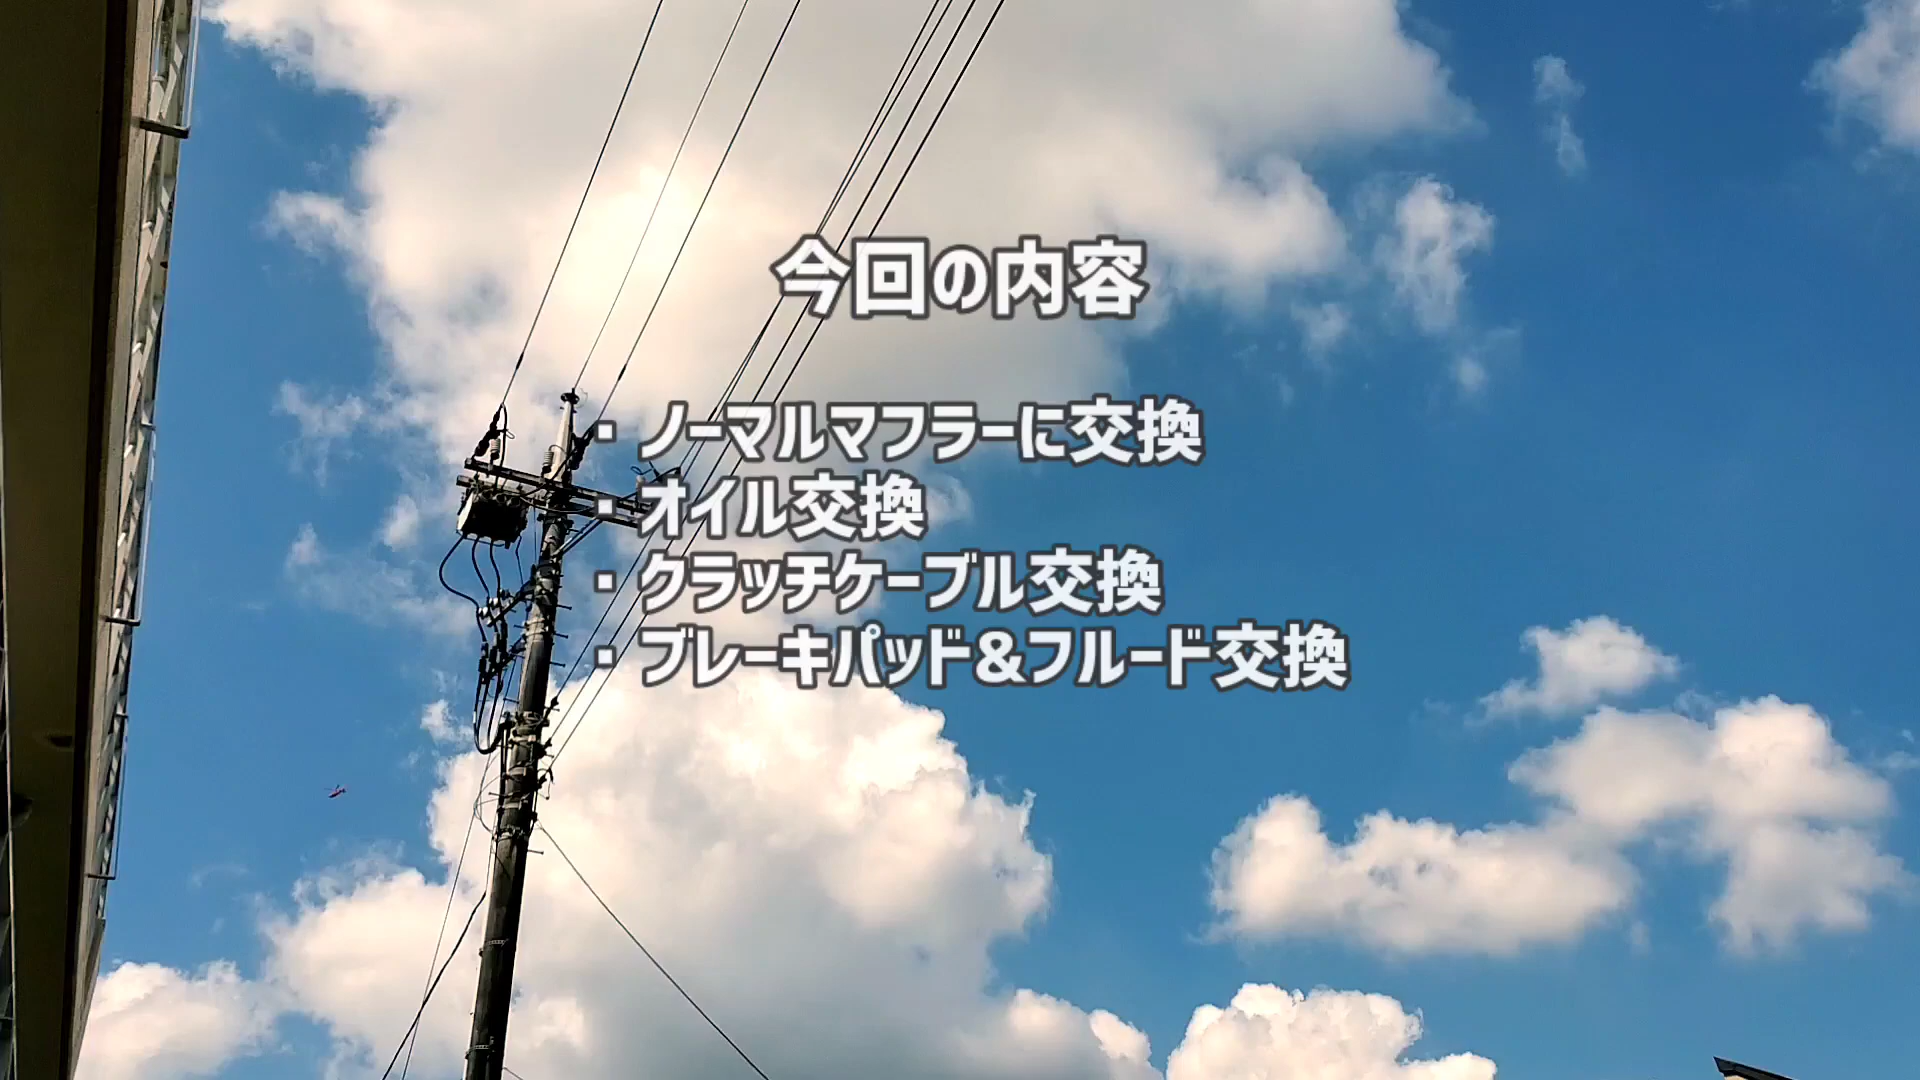 今回の内容
・ノーマルマフラーに交換
・オイル交換
・クラッチケーブル交換
・ブレーキパッド&フルード交換